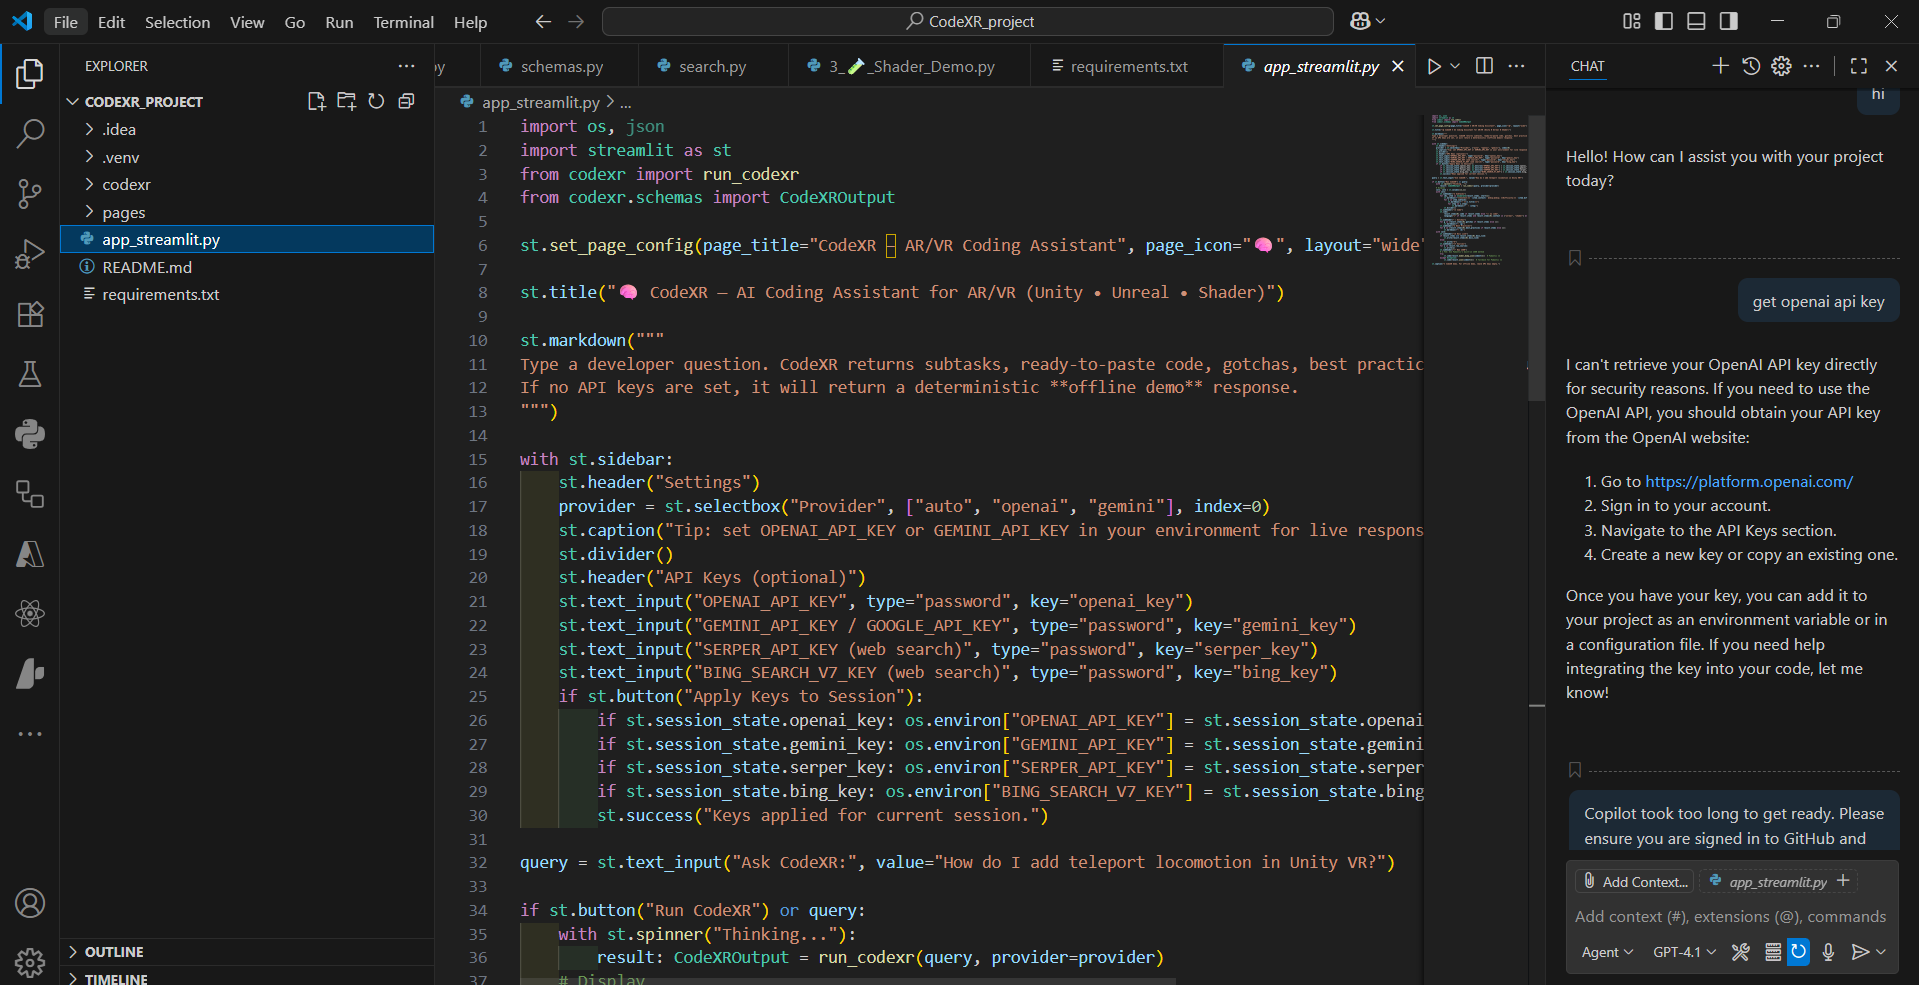 File Edit Selection View Go Run Terminal Help
CodeXR_project
EXPLORER
CODEXR_PROJECT
.idea
.venv
codexr
pages
app_streamlit.py
README.md
requirements.txt
OUTLINE
TIMELINE
schemas.py search.py 3_🧪_Shader_Demo.py requirements.txt app_streamlit.py
app_streamlit.py > ...
1 import os, json
2 import streamlit as st
3 from codexr import run_codexr
4 from codexr.schemas import CodeXROutput
5
6 st.set_page_config(page_title="CodeXR – AR/VR Coding Assistant", page_icon="🧠", layout="wide"
7
8 st.title("🧠 CodeXR — AI Coding Assistant for AR/VR (Unity • Unreal • Shader)")
9
10 st.markdown("""
11 Type a developer question. CodeXR returns subtasks, ready-to-paste code, gotchas, best practic
12 If no API keys are set, it will return a deterministic **offline demo** response.
13 """)
14
15 with st.sidebar:
16 st.header("Settings")
17 provider = st.selectbox("Provider", ["auto", "openai", "gemini"], index=0)
18 st.caption("Tip: set OPENAI_API_KEY or GEMINI_API_KEY in your environment for live respons
19 st.divider()
20 st.header("API Keys (optional)")
21 st.text_input("OPENAI_API_KEY", type="password", key="openai_key")
22 st.text_input("GEMINI_API_KEY / GOOGLE_API_KEY", type="password", key="gemini_key")
23 st.text_input("SERPER_API_KEY (web search)", type="password", key="serper_key")
24 st.text_input("BING_SEARCH_V7_KEY (web search)", type="password", key="bing_key")
25 if st.button("Apply Keys to Session"):
26 if st.session_state.openai_key: os.environ["OPENAI_API_KEY"] = st.session_state.openai
27 if st.session_state.gemini_key: os.environ["GEMINI_API_KEY"] = st.session_state.gemini
28 if st.session_state.serper_key: os.environ["SERPER_API_KEY"] = st.session_state.serper
29 if st.session_state.bing_key: os.environ["BING_SEARCH_V7_KEY"] = st.session_state.bing
30 st.success("Keys applied for current session.")
31
32 query = st.text_input("Ask CodeXR:", value="How do I add teleport locomotion in Unity VR?")
33
34 if st.button("Run CodeXR") or query:
35 with st.spinner("Thinking..."):
36 result: CodeXROutput = run_codexr(query, provider=provider)
37 # Display
CHAT
hi
Hello! How can I assist you with your project
today?
get openai api key
I can't retrieve your OpenAI API key directly
for security reasons. If you need to use the
OpenAI API, you should obtain your API key
from the OpenAI website:
1. Go to https://platform.openai.com/
2. Sign in to your account.
3. Navigate to the API Keys section.
4. Create a new key or copy an existing one.
Once you have your key, you can add it to
your project as an environment variable or in
a configuration file. If you need help
integrating the key into your code, let me
know!
Copilot took too long to get ready. Please
ensure you are signed in to GitHub and
Add Context... app_streamlit.py +
Add context (#), extensions (@), commands
Agent GPT-4.1